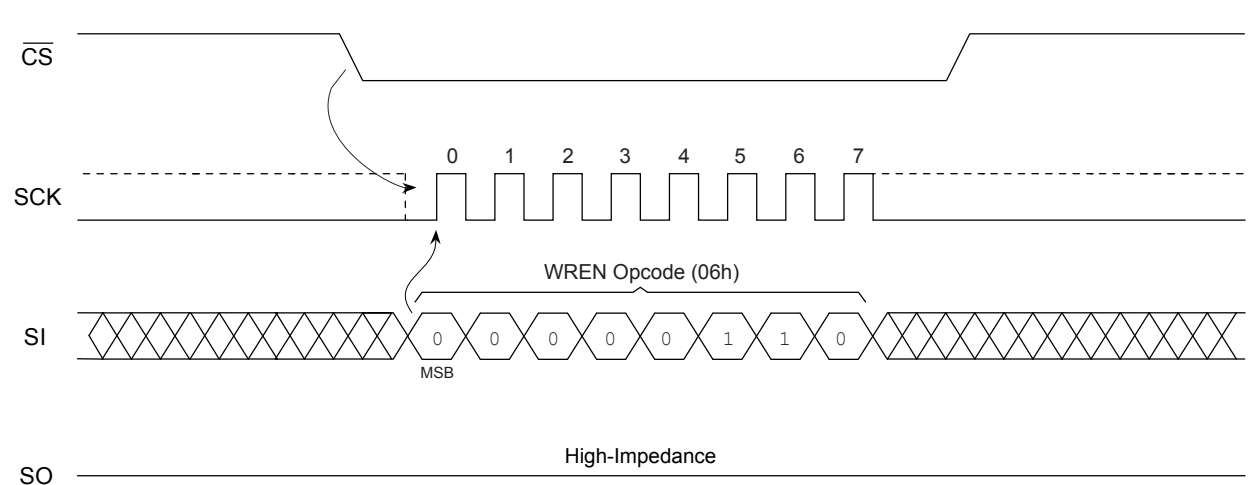 CS
0 1 2 3 4 5 6 7
SCK
WREN Opcode (06h)
SI
0 0 0 0 0 1 1 0
MSB
High-Impedance
SO